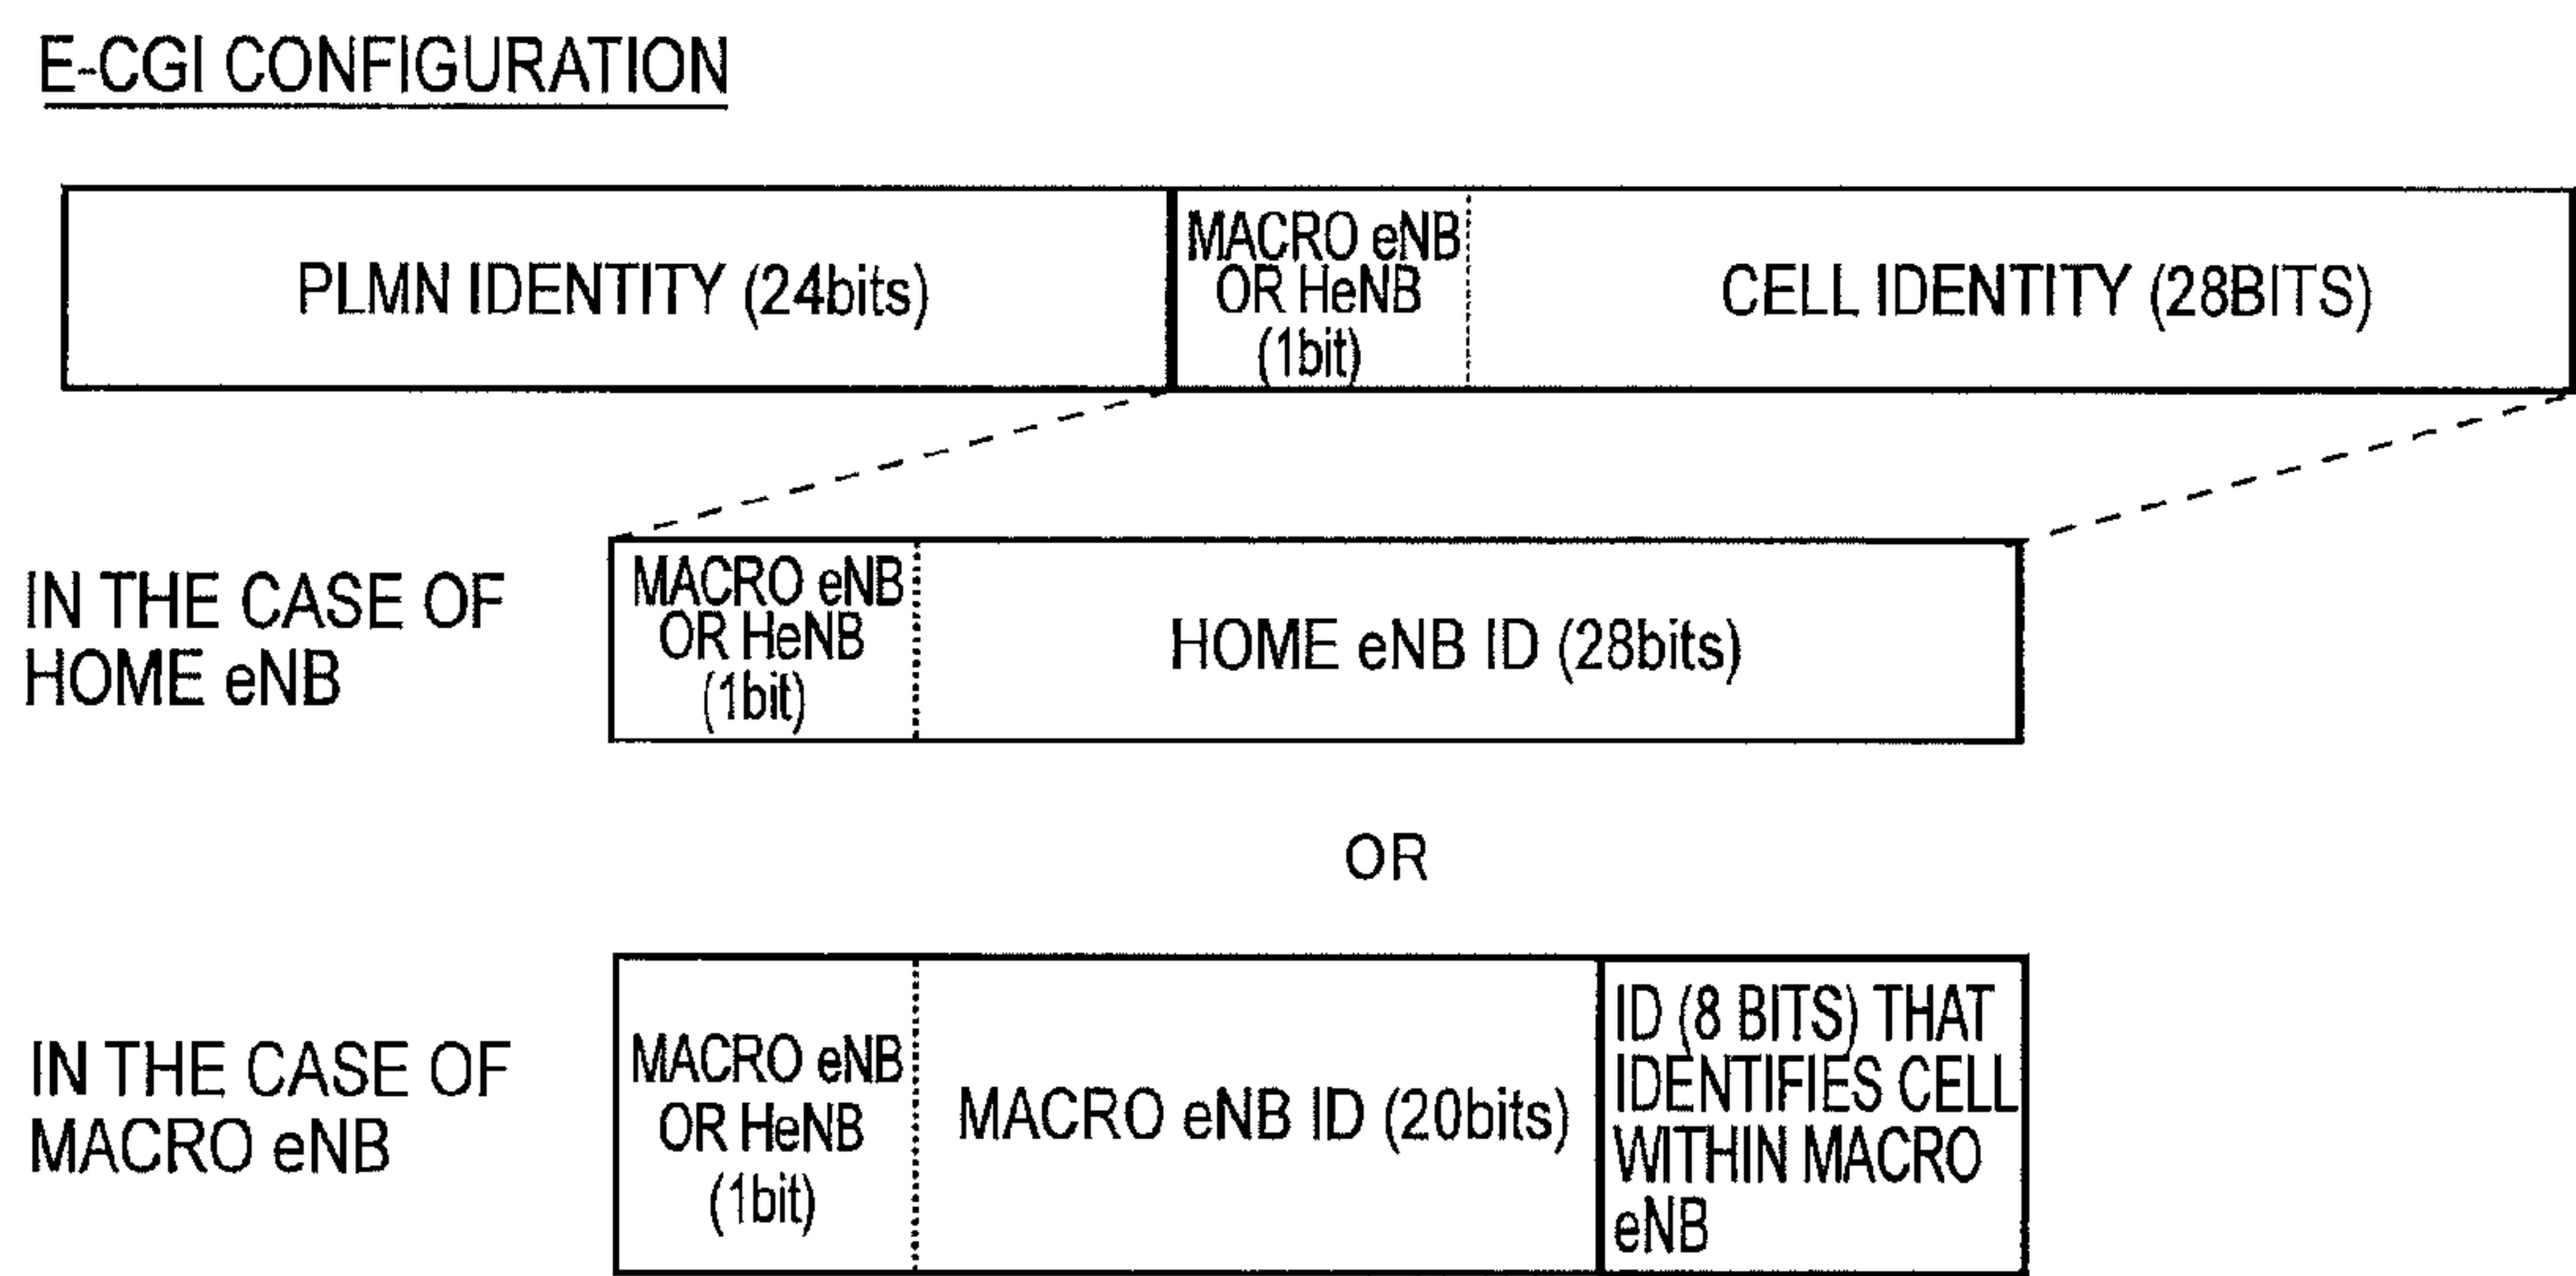 E-CGI CONFIGURATION
PLMN IDENTITY (24bits)
MACRO eNB
OR HeNB
(1bit)
CELL IDENTITY (28BITS)
IN THE CASE OF
HOME eNB
MACRO eNB
OR HeNB
(1bit)
HOME eNB ID (28bits)
OR
IN THE CASE OF
MACRO eNB
MACRO eNB
OR HeNB
(1bit)
MACRO eNB ID (20bits)
ID (8 BITS) THAT
IDENTIFIES CELL
WITHIN MACRO
eNB